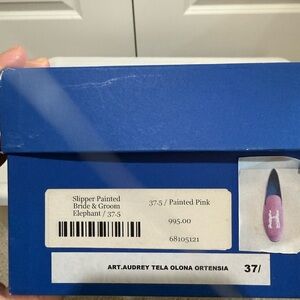 Slipper Painted
Bride & Groom
Elephant / 37-5
37-5 / Painted Pink
995.00
68105121
ART.AUDREY TELA OLONA ORTENSIA 37/